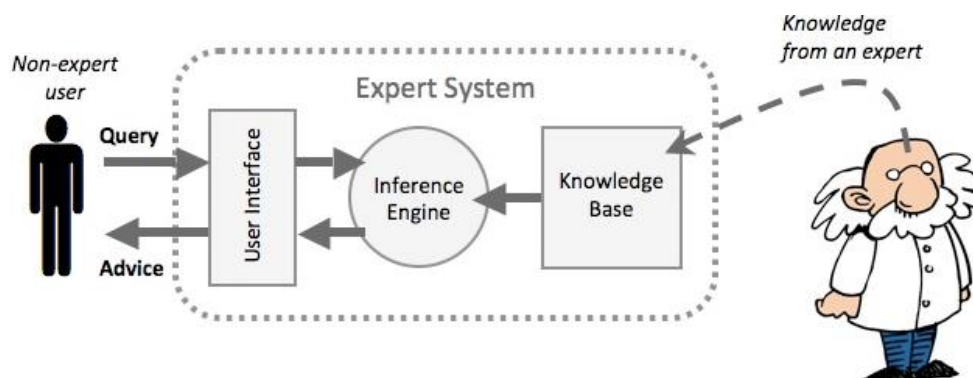 Knowledge
from an expert
Non-expert
user
Expert System
Query
User Interface
Inference
Engine
Knowledge
Base
Advice